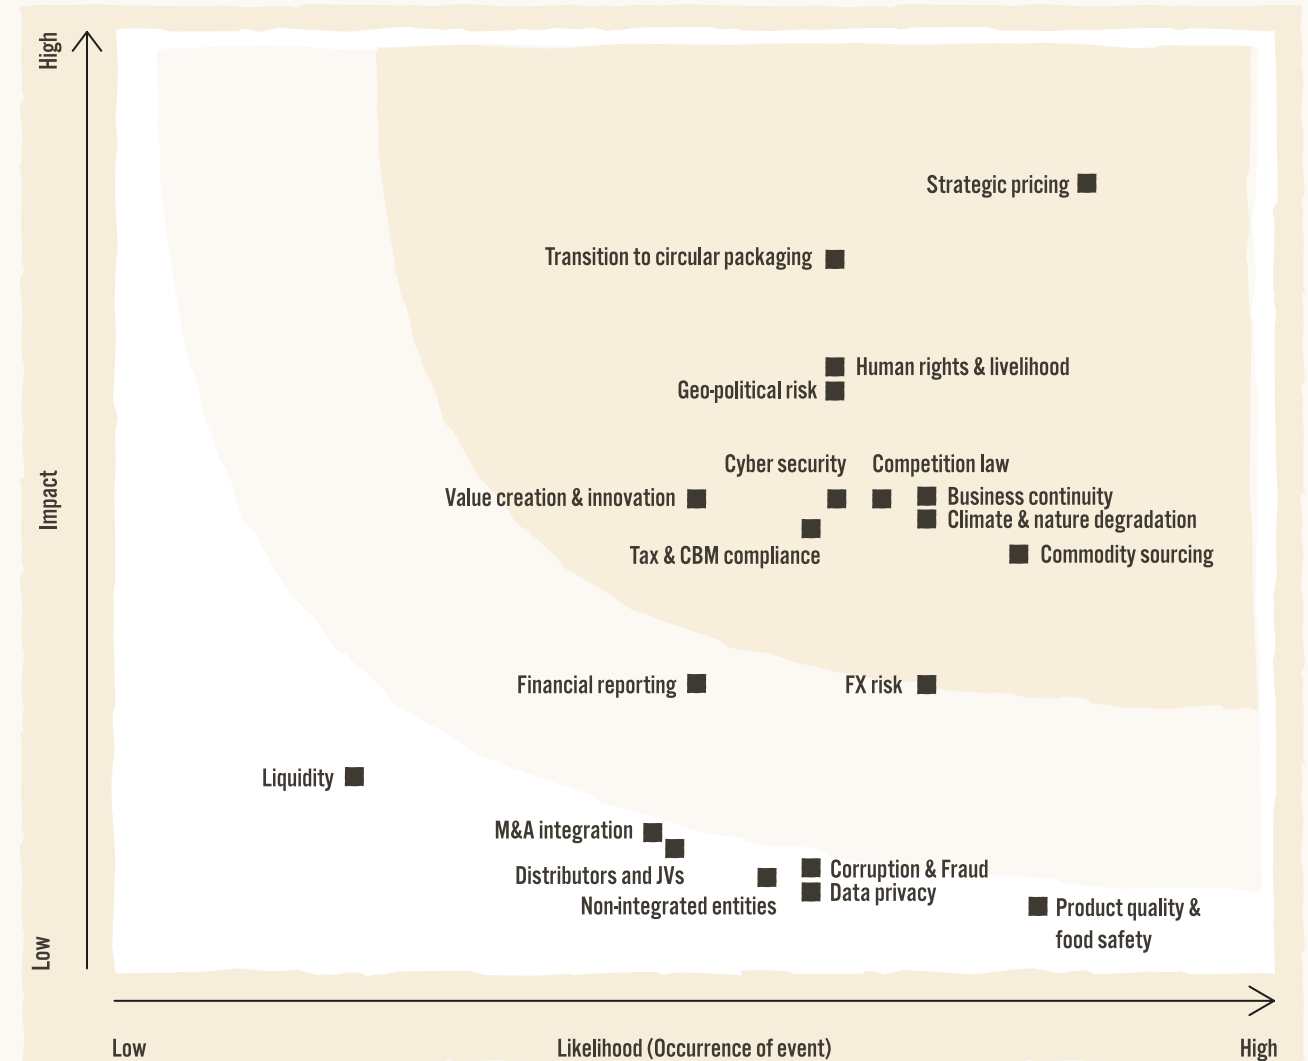 High
Strategic pricing
Transition to circular packaging
Human rights & livelihood
Geo-political risk
Cyber security
Competition law
Impact
Value creation & innovation
Business continuity
Climate & nature degradation
Tax & CBM compliance
Commodity sourcing
Financial reporting
FX risk
Liquidity
M&A integration
Distributors and JVs
Corruption & Fraud
Data privacy
Non-integrated entities
Product quality &
food safety
Low
Low
Likelihood (Occurrence of event)
High